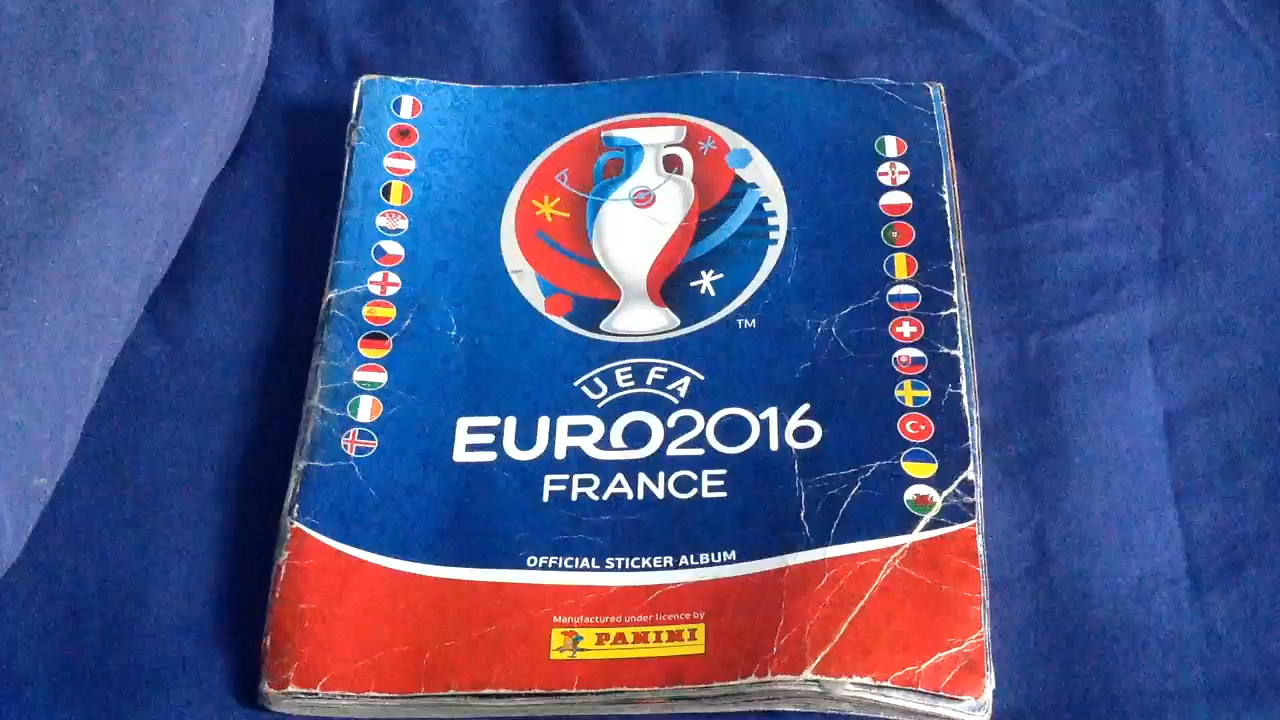 TM
UEFA
EURO2016
FRANCE
OFFICIAL STICKER ALBUM
Manufactured under licence by
PANINI